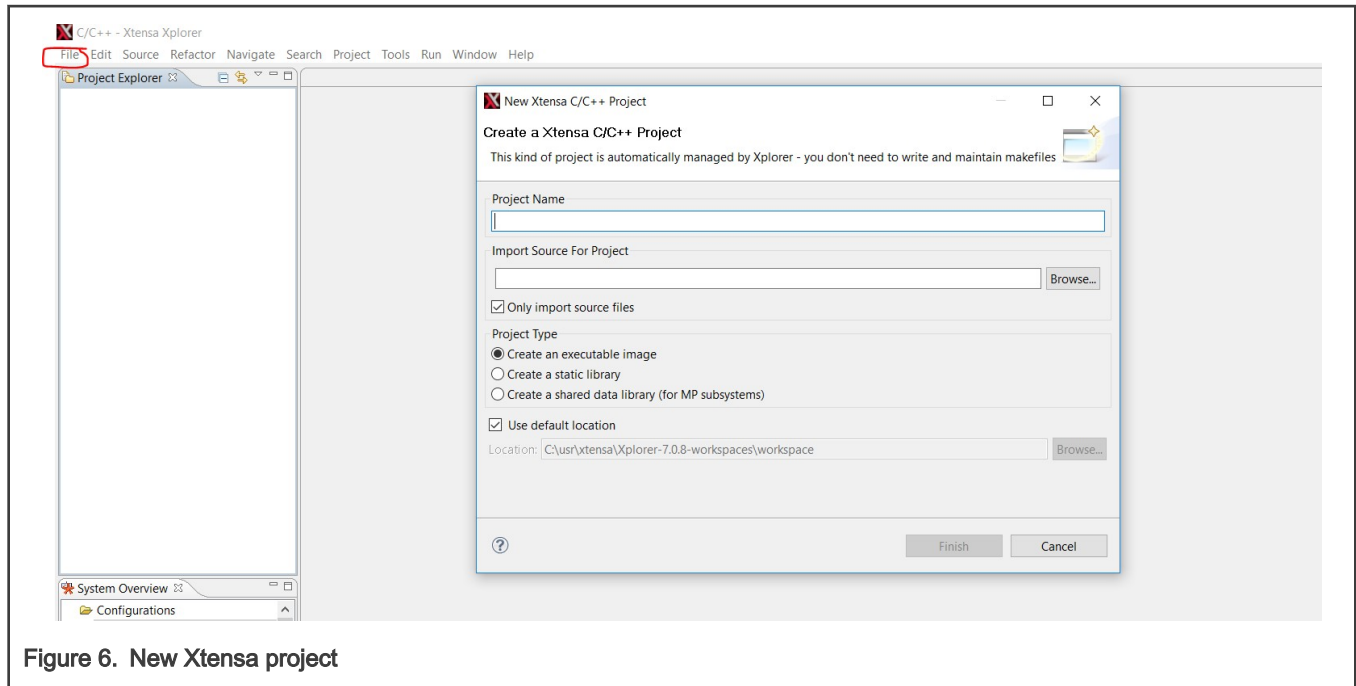 C/C++ - Xtensa Xplorer
File Edit Source Refactor Navigate Search Project Tools Run Window Help
Project Explorer
New Xtensa C/C++ Project
Create a Xtensa C/C++ Project
This kind of project is automatically managed by Xplorer - you don't need to write and maintain makefiles
Project Name
Import Source For Project
Browse...
Only import source files
Project Type
Create an executable image
Create a static library
Create a shared data library (for MP subsystems)
Use default location
Location: C:\usr\xtensa\Xplorer-7.0.8-workspaces\workspace Browse...
Finish Cancel
System Overview
Configurations
Figure 6. New Xtensa project